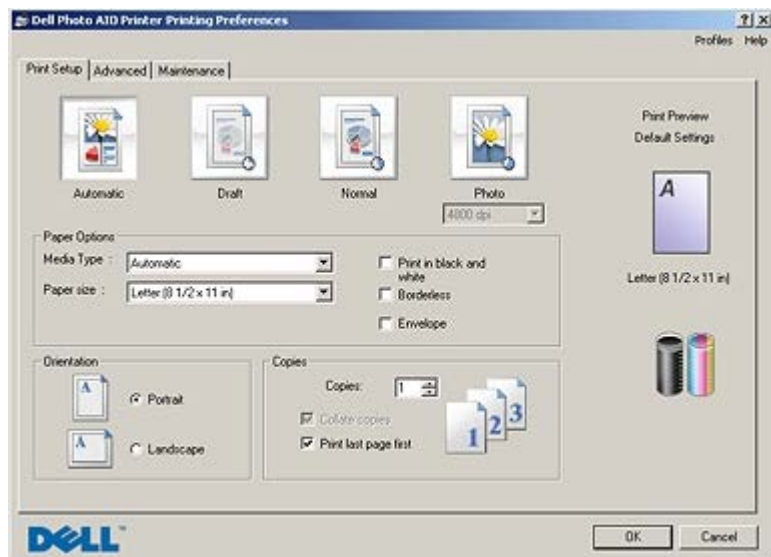 Dell Photo AIO Printer Printing Preferences
Profiles Help
Print Setup Advanced Maintenance
Automatic
Draft
Normal
Photo
4800 dpi
Print Preview
Default Settings
A
Letter (8 1/2 x 11 in)
Paper Options
Media Type :
Automatic
Paper size :
Letter (8 1/2 x 11 in)
Print in black and
white
Borderless
Envelope
Orientation
A
Portrait
A
Landscape
Copies
Copies:
1
Collate copies
Print last page first
1 2 3
DELL™
OK Cancel